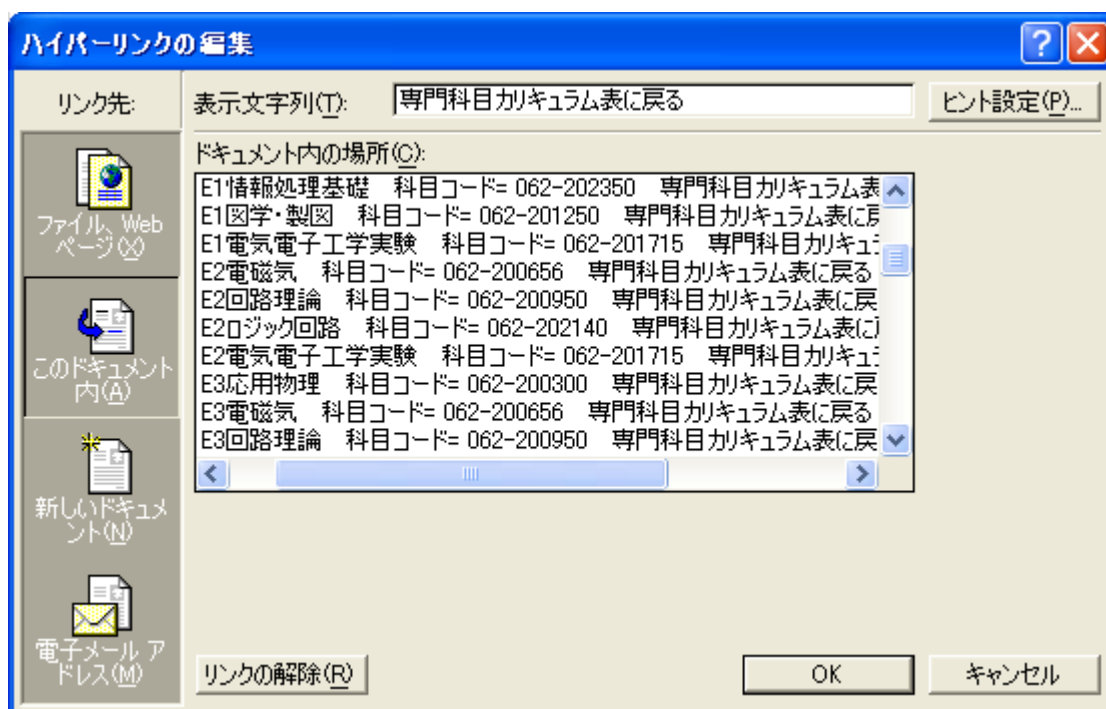 ハイパーリンクの編集
リンク先:
表示文字列(T):
専門科目カリキュラム表に戻る
ヒント設定(P)...
ファイル、Web
ページ(X)
このドキュメント
内(A)
新しいドキュメ
ント(N)
電子メール ア
ドレス(M)
ドキュメント内の場所(C):
E1情報処理基礎 科目コード= 062-202350 専門科目カリキュラム表
E1図学・製図 科目コード= 062-201250 専門科目カリキュラム表に戻
E1電気電子工学実験 科目コード= 062-201715 専門科目カリキュラ
E2電磁気 科目コード= 062-200656 専門科目カリキュラム表に戻る
E2回路理論 科目コード= 062-200950 専門科目カリキュラム表に戻
E2ロジック回路 科目コード= 062-202140 専門科目カリキュラム表に
E2電気電子工学実験 科目コード= 062-201715 専門科目カリキュラ
E3応用物理 科目コード= 062-200300 専門科目カリキュラム表に戻
E3電磁気 科目コード= 062-200656 専門科目カリキュラム表に戻る
E3回路理論 科目コード= 062-200950 専門科目カリキュラム表に戻
リンクの解除(R)
OK
キャンセル